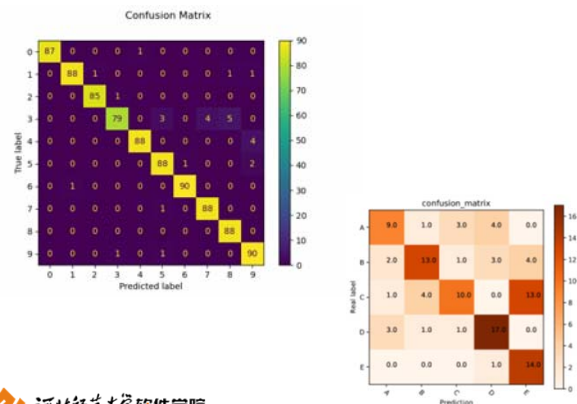 Confusion Matrix
0 87 0 0 0 1 0 0 0 0 0
1 0 88 1 0 0 0 0 0 1 1
2 0 0 85 1 0 0 0 0 0 0
3 0 0 0 79 0 3 0 4 5 0
4 0 0 0 0 88 0 0 0 0 4
5 0 0 0 0 0 88 1 0 0 2
6 0 1 0 0 0 0 90 0 0 0
7 0 0 0 0 0 1 0 88 0 0
8 0 0 0 0 0 0 0 0 88 0
9 0 0 0 1 0 1 0 0 0 90
0 1 2 3 4 5 6 7 8 9
Predicted label
True label
90
80
70
60
50
40
30
20
10
0
confusion_matrix
A 9.0 1.0 3.0 4.0 0.0
B 2.0 13.0 1.0 3.0 4.0
C 1.0 4.0 10.0 0.0 13.0
D 3.0 1.0 1.0 17.0 0.0
E 0.0 0.0 0.0 1.0 14.0
A B C D E
Prediction
Real label
16
14
12
10
8
6
4
2
0